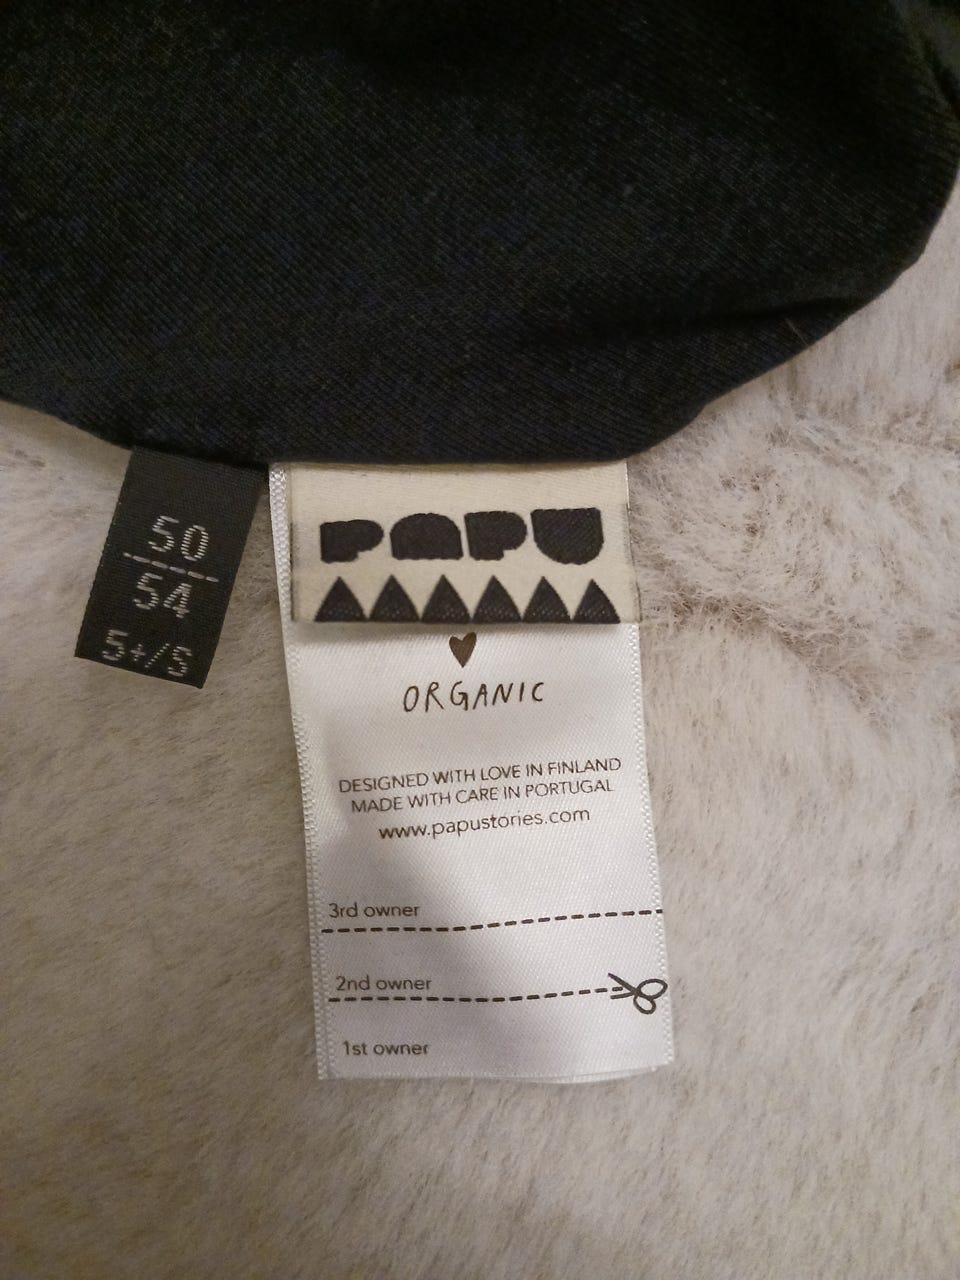 50
54
5+/S
PAPU
ORGANIC
DESIGNED WITH LOVE IN FINLAND
MADE WITH CARE IN PORTUGAL
www.papustories.com
3rd owner
2nd owner
1st owner